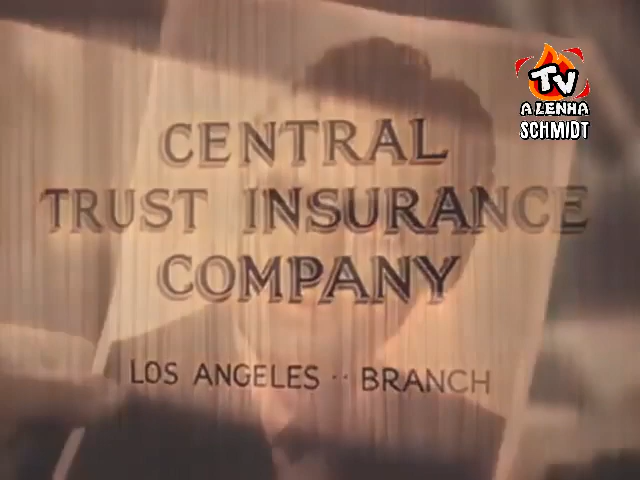 TV
A LENHA
SCHMIDT
CENTRAL
TRUST INSURANCE
COMPANY
LOS ANGELES ·· BRANCH